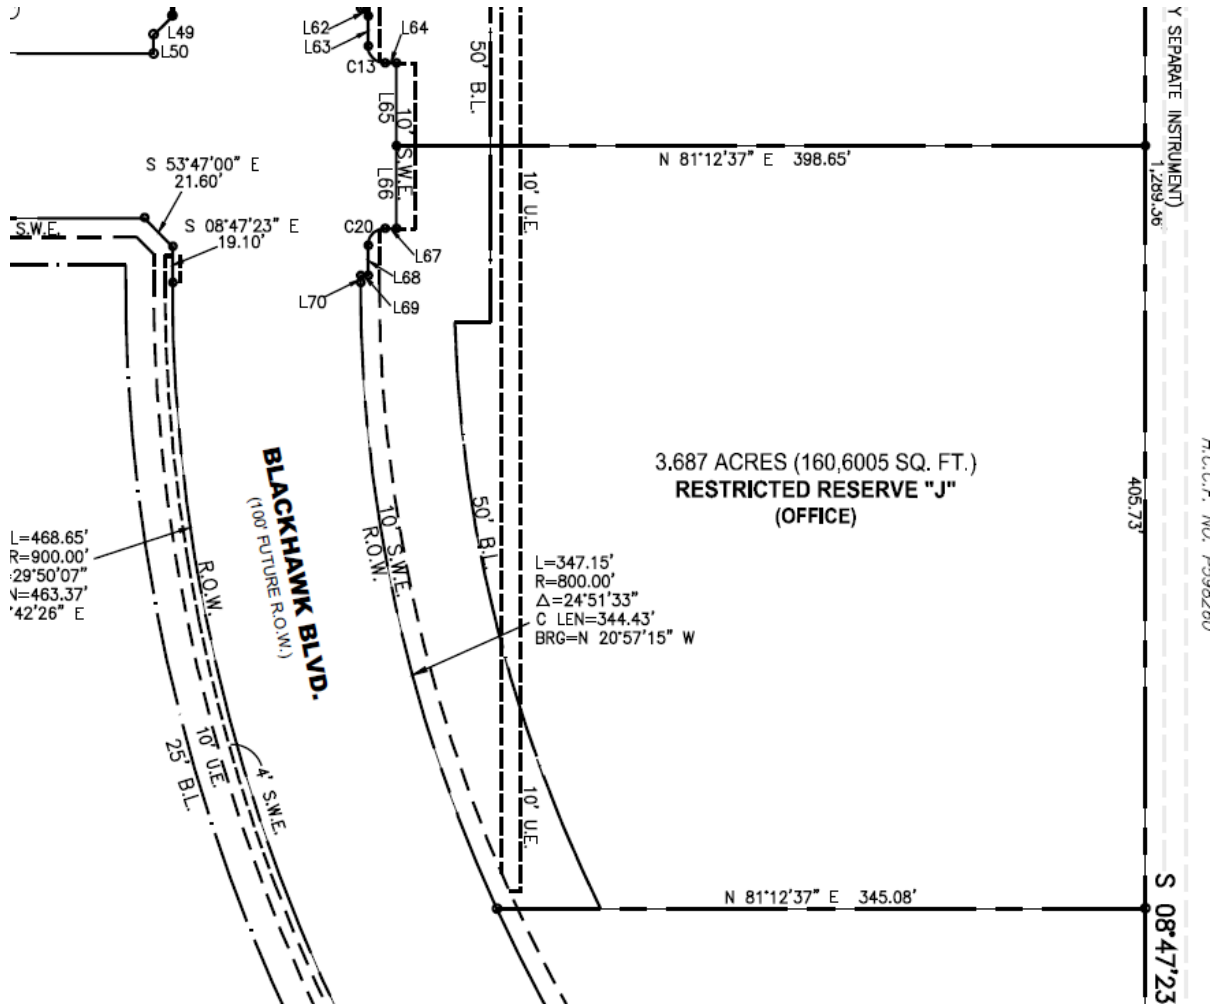 L49
L50
L62
L63
L64
C13
L65
10' S.W.E.
L66
50' B.L.
N 81°12'37" E 398.65'
Y SEPARATE INSTRUMENT)
1,289.36'
10' U.E.
S 53°47'00" E
21.60'
S 08°47'23" E
19.10'
S.W.E.
C20
L67
L68
L69
L70
BLACKHAWK BLVD.
(100' FUTURE R.O.W.)
3.687 ACRES (160,6005 SQ. FT.)
RESTRICTED RESERVE "J"
(OFFICE)
405.73'
50' B.L.
10' S.W.E.
R.O.W.
L=468.65'
R=900.00'
=29°50'07"
N=463.37'
°42'26" E
R.O.W.
L=347.15'
R=800.00'
Δ=24°51'33"
C LEN=344.43'
BRG=N 20°57'15" W
10' U.E.
25' B.L.
4' S.W.E.
10' U.E.
N 81°12'37" E 345.08'
S 08°47'23